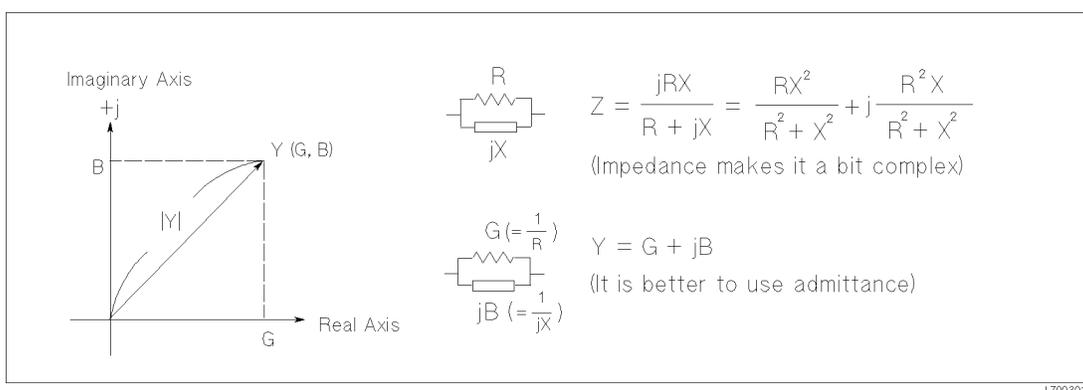 Imaginary Axis
+j
B
Y (G, B)
|Y|
Real Axis
G
R
jX
Z = jRX / (R + jX) = RX² / (R² + X²) + j R²X / (R² + X²)
(Impedance makes it a bit complex)
G (= 1/R)
jB (= 1/jX)
Y = G + jB
(It is better to use admittance)